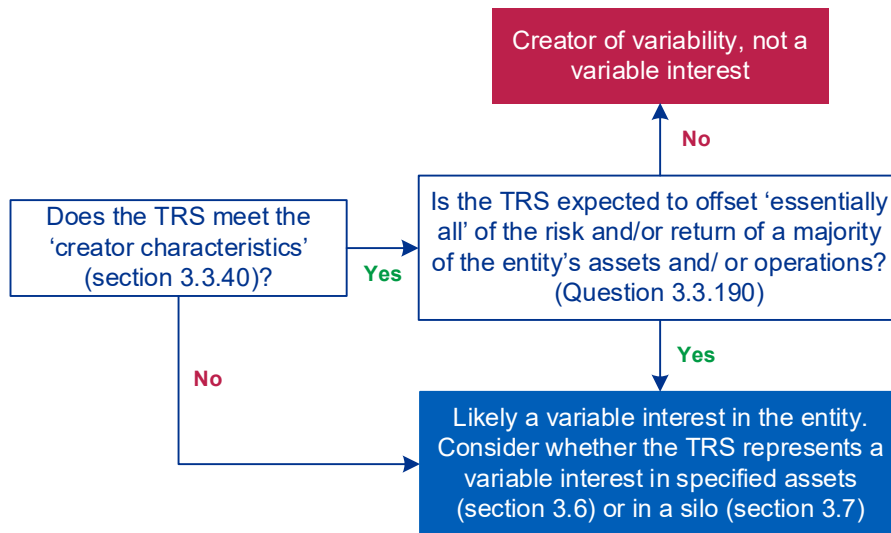 Creator of variability, not a
variable interest
No
Does the TRS meet the
‘creator characteristics’
(section 3.3.40)?
Yes
Is the TRS expected to offset ‘essentially
all’ of the risk and/or return of a majority
of the entity’s assets and/ or operations?
(Question 3.3.190)
No
Yes
Likely a variable interest in the entity.
Consider whether the TRS represents a
variable interest in specified assets
(section 3.6) or in a silo (section 3.7)